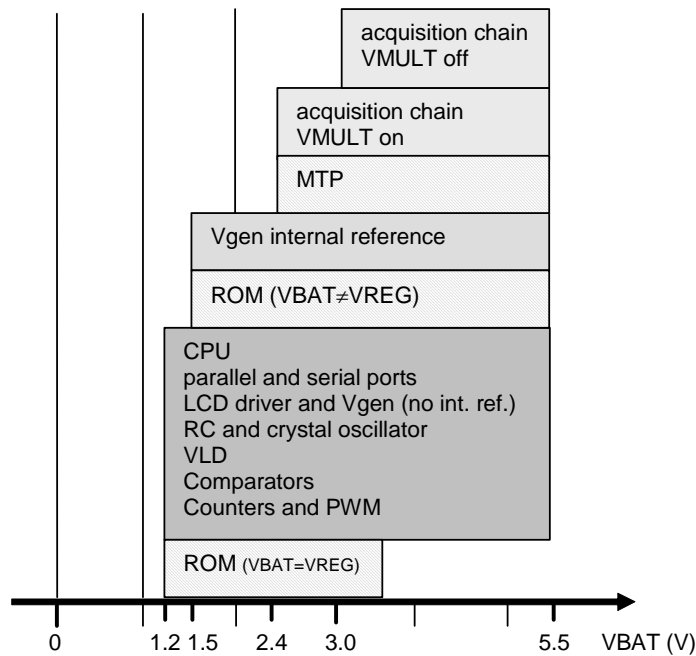 acquisition chain
VMULT off
acquisition chain
VMULT on
MTP
Vgen internal reference
ROM (VBAT≠VREG)
CPU
parallel and serial ports
LCD driver and Vgen (no int. ref.)
RC and crystal oscillator
VLD
Comparators
Counters and PWM
ROM (VBAT=VREG)
0 1.2 1.5 2.4 3.0 5.5 VBAT (V)